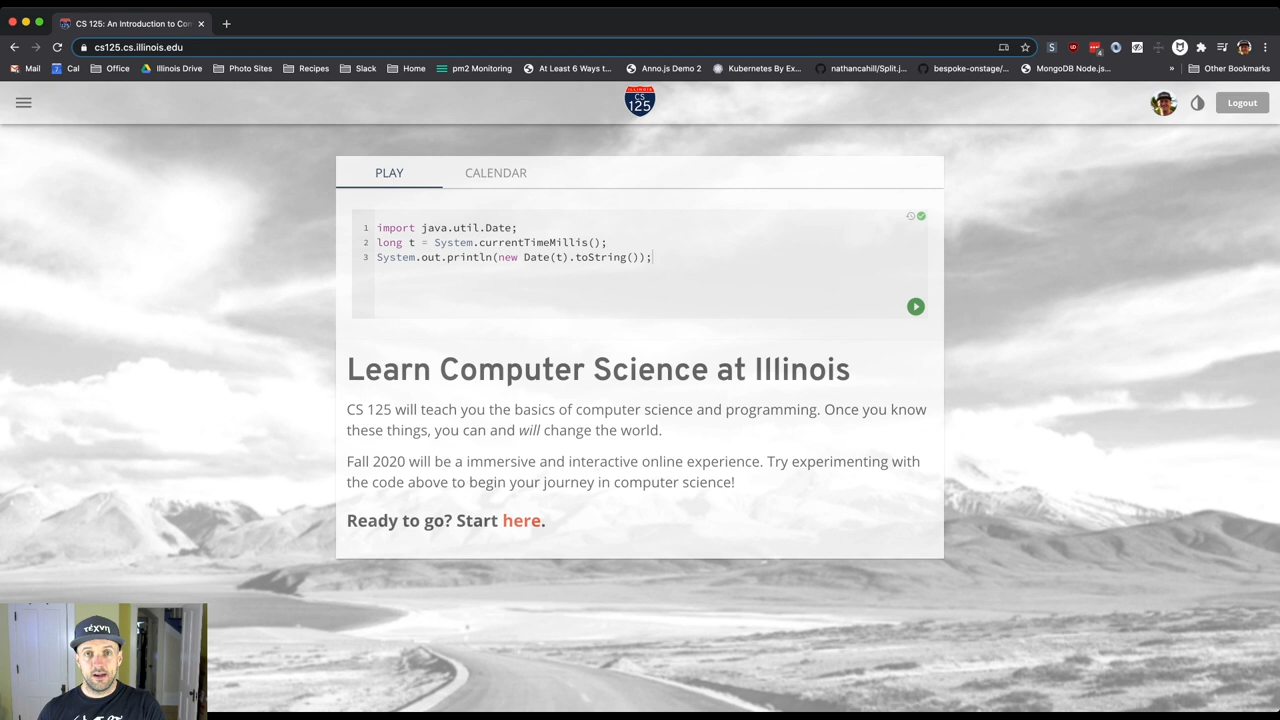 CS 125: An Introduction to Con
cs125.cs.illinois.edu
Mail Cal Office Illinois Drive Photo Sites Recipes Slack Home pm2 Monitoring At Least 6 Ways t... Anno.js Demo 2 Kubernetes By Ex... nathancahill/Split.j... bespoke-onstage/... MongoDB Node.js... » Other Bookmarks
ILLINOIS
CS
125
Logout
PLAY CALENDAR
1 import java.util.Date;
2 long t = System.currentTimeMillis();
3 System.out.println(new Date(t).toString());
Learn Computer Science at Illinois
CS 125 will teach you the basics of computer science and programming. Once you know
these things, you can and will change the world.
Fall 2020 will be a immersive and interactive online experience. Try experimenting with
the code above to begin your journey in computer science!
Ready to go? Start here.
τέχνη